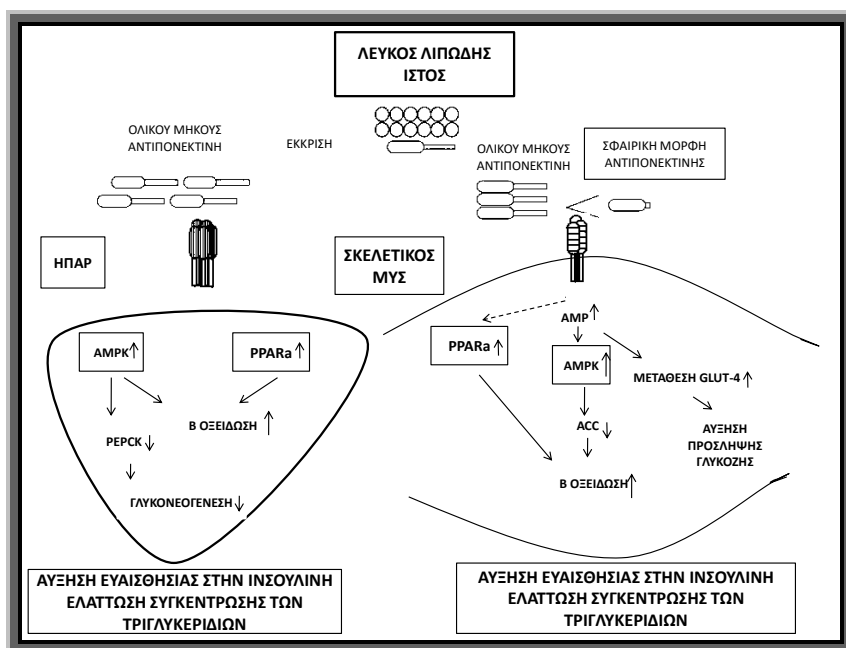 ΛΕΥΚΟΣ ΛΙΠΩΔΗΣ
ΙΣΤΟΣ
ΟΛΙΚΟΥ ΜΗΚΟΥΣ
ΑΝΤΙΠΟΝΕΚΤΙΝΗ
ΕΚΚΡΙΣΗ
ΟΛΙΚΟΥ ΜΗΚΟΥΣ
ΑΝΤΙΠΟΝΕΚΤΙΝΗ
ΣΦΑΙΡΙΚΗ ΜΟΡΦΗ
ΑΝΤΙΠΟΝΕΚΤΙΝΗΣ
ΗΠΑΡ
ΣΚΕΛΕΤΙΚΟΣ
ΜΥΣ
AMPK
PPARa
Β ΟΞΕΙΔΩΣΗ
PEPCK
ΓΛΥΚΟΝΕΟΓΕΝΕΣΗ
AMP
PPARa
AMPK
ΜΕΤΑΘΕΣΗ GLUT-4
ACC
ΑΥΞΗΣΗ
ΠΡΟΣΛΗΨΗΣ
ΓΛΥΚΟΖΗΣ
Β ΟΞΕΙΔΩΣΗ
ΑΥΞΗΣΗ ΕΥΑΙΣΘΗΣΙΑΣ ΣΤΗΝ ΙΝΣΟΥΛΙΝΗ
ΕΛΑΤΤΩΣΗ ΣΥΓΚΕΝΤΡΩΣΗΣ ΤΩΝ
ΤΡΙΓΛΥΚΕΡΙΔΙΩΝ
ΑΥΞΗΣΗ ΕΥΑΙΣΘΗΣΙΑΣ ΣΤΗΝ ΙΝΣΟΥΛΙΝΗ
ΕΛΑΤΤΩΣΗ ΣΥΓΚΕΝΤΡΩΣΗΣ ΤΩΝ
ΤΡΙΓΛΥΚΕΡΙΔΙΩΝ